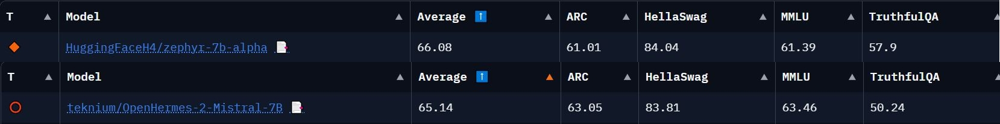 T Model Average ↑ ARC HellaSwag MMLU TruthfulQA
HuggingFaceH4/zephyr-7b-alpha 66.08 61.01 84.04 61.39 57.9
T Model Average ↑ ARC HellaSwag MMLU TruthfulQA
teknium/OpenHermes-2-Mistral-7B 65.14 63.05 83.81 63.46 50.24